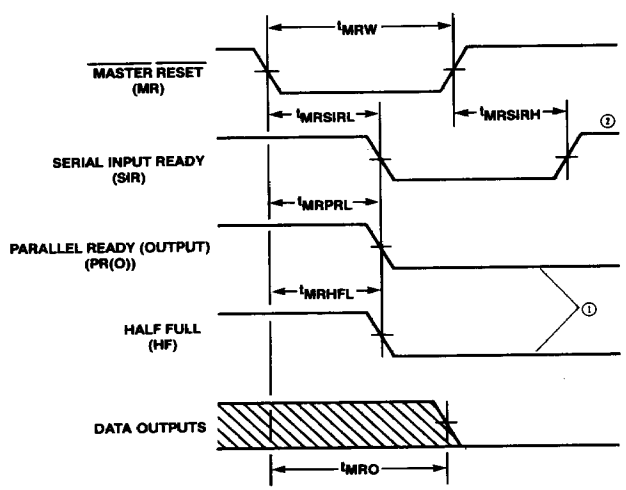 tMRW
MASTER RESET
(MR)
tMRSIRL
tMRSIRH
②
SERIAL INPUT READY
(SIR)
tMRPRL
PARALLEL READY (OUTPUT)
(PR(O))
tMRHFL
①
HALF FULL
(HF)
DATA OUTPUTS
tMRO